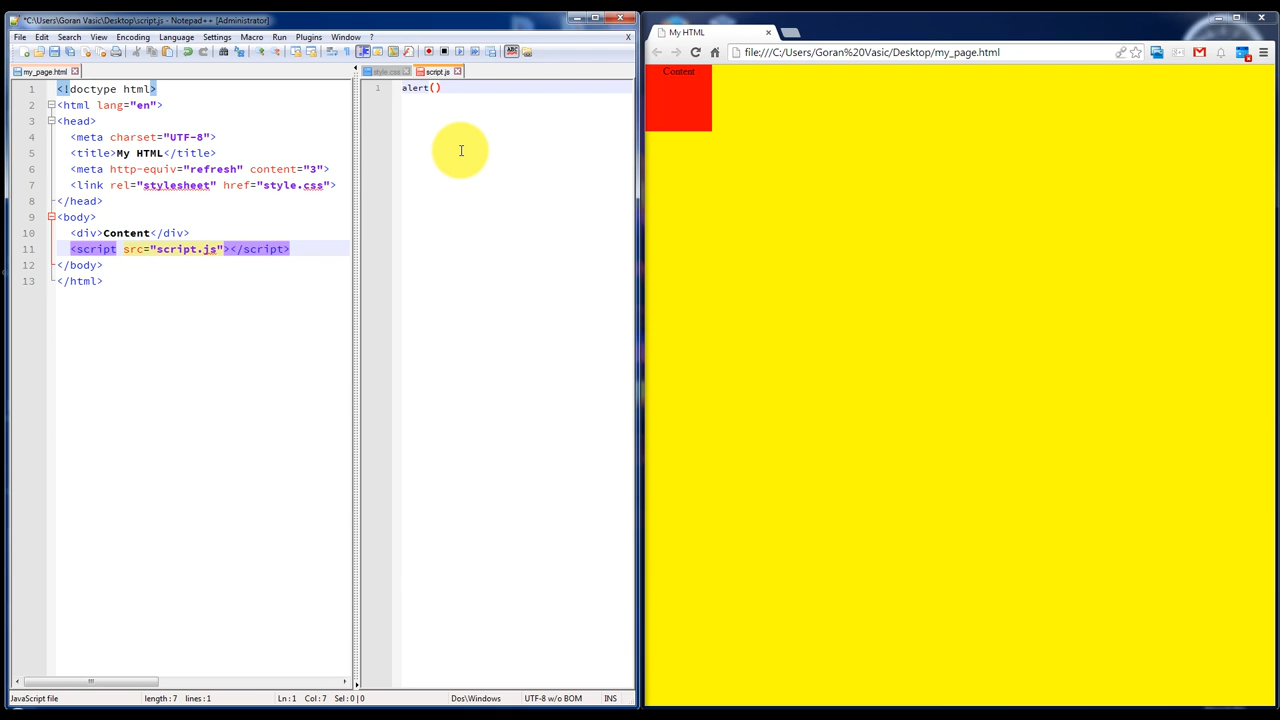 *C:\Users\Goran Vasic\Desktop\script.js - Notepad++ [Administrator]
File Edit Search View Encoding Language Settings Macro Run Plugins Window ? X
my_page.html
style.css
script.js
1 <!doctype html>
2 <html lang="en">
3 <head>
4 <meta charset="UTF-8">
5 <title>My HTML</title>
6 <meta http-equiv="refresh" content="3">
7 <link rel="stylesheet" href="style.css">
8 </head>
9 <body>
10 <div>Content</div>
11 <script src="script.js"></script>
12 </body>
13 </html>
1 alert()
JavaScript file length : 7 lines : 1 Ln : 1 Col : 7 Sel : 0 | 0 Dos\Windows UTF-8 w/o BOM INS
My HTML
file:///C:/Users/Goran%20Vasic/Desktop/my_page.html
Content